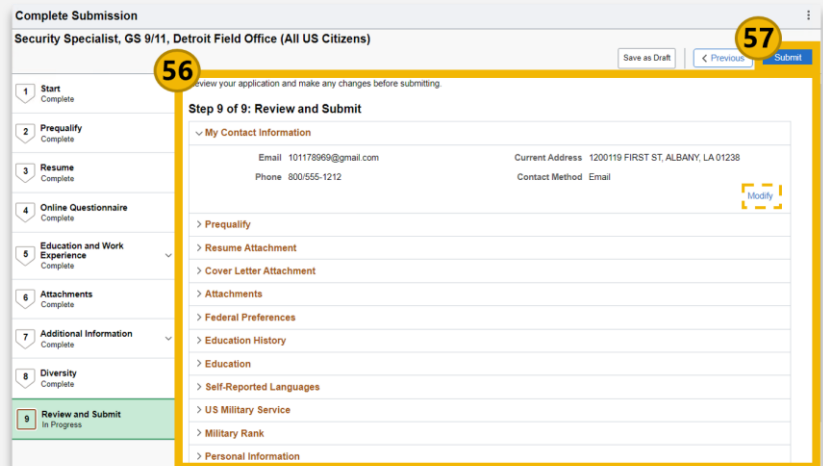 Complete Submission
Security Specialist, GS 9/11, Detroit Field Office (All US Citizens)
57
Save as Draft
Previous
Submit
56
1 Start
Complete
2 Prequalify
Complete
3 Resume
Complete
4 Online Questionnaire
Complete
5 Education and Work
Experience
Complete
6 Attachments
Complete
7 Additional Information
Complete
8 Diversity
Complete
9 Review and Submit
In Progress
your application and make any changes before submitting.
Step 9 of 9: Review and Submit
My Contact Information
Email 101178969@gmail.com Current Address 1200119 FIRST ST, ALBANY, LA 01238
Phone 800/555-1212 Contact Method Email
Modify
Prequalify
Resume Attachment
Cover Letter Attachment
Attachments
Federal Preferences
Education History
Education
Self-Reported Languages
US Military Service
Military Rank
Personal Information